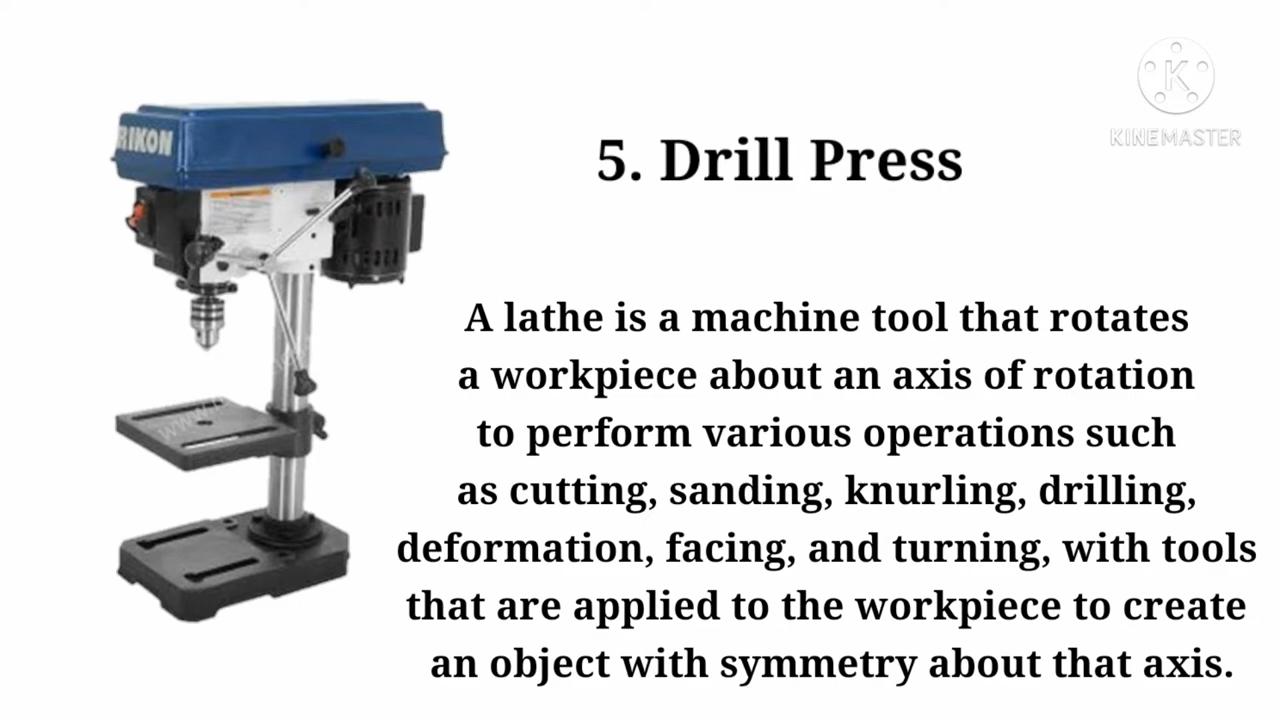 RIKON
KINEMASTER
5. Drill Press
A lathe is a machine tool that rotates
a workpiece about an axis of rotation
to perform various operations such
as cutting, sanding, knurling, drilling,
deformation, facing, and turning, with tools
that are applied to the workpiece to create
an object with symmetry about that axis.